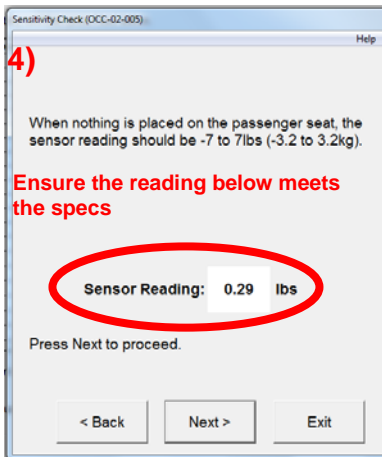 Sensitivity Check (OCC-02-005)
Help
4)
When nothing is placed on the passenger seat, the
sensor reading should be -7 to 7lbs (-3.2 to 3.2kg).
Ensure the reading below meets
the specs
Sensor Reading: 0.29 lbs
Press Next to proceed.
< Back Next > Exit